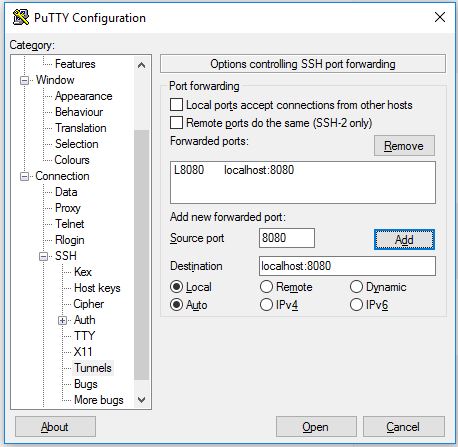 PuTTY Configuration
Category:
Features
Window
Appearance
Behaviour
Translation
Selection
Colours
Connection
Data
Proxy
Telnet
Rlogin
SSH
Kex
Host keys
Cipher
Auth
TTY
X11
Tunnels
Bugs
More bugs
Options controlling SSH port forwarding
Port forwarding
Local ports accept connections from other hosts
Remote ports do the same (SSH-2 only)
Forwarded ports:
Remove
L8080 localhost:8080
Add new forwarded port:
Source port 8080 Add
Destination localhost:8080
Local Remote Dynamic
Auto IPv4 IPv6
About Open Cancel